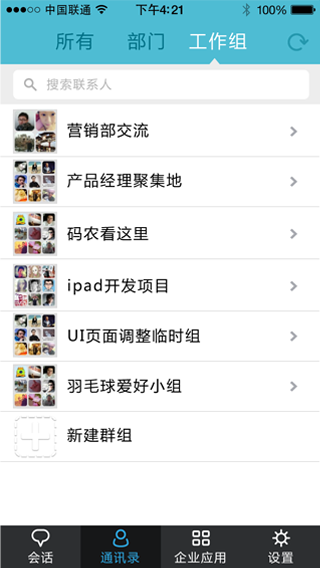 中国联通 下午4:21
所有 部门 工作组
搜索联系人
营销部交流
产品经理聚集地
码农看这里
ipad开发项目
UI页面调整临时组
羽毛球爱好小组
新建群组
会话 通讯录 企业应用 设置